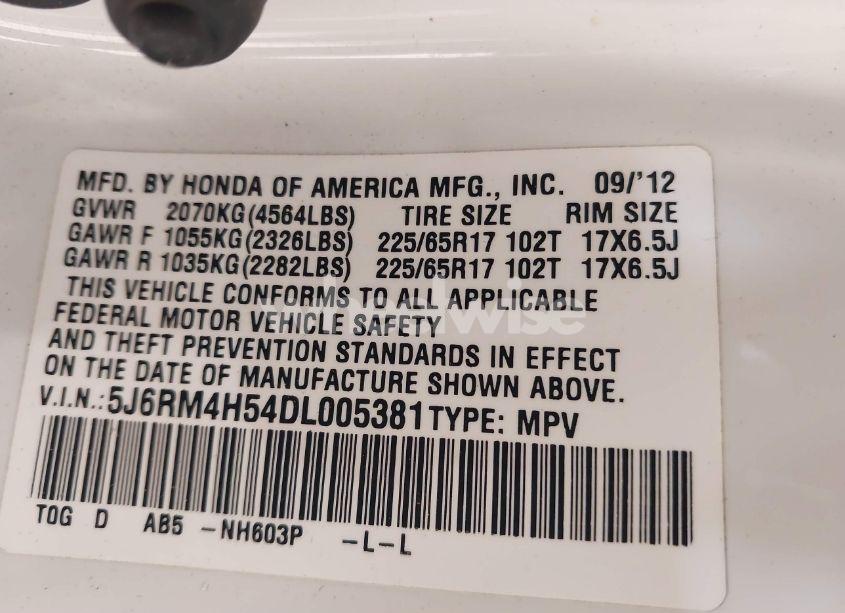 MFD. BY HONDA OF AMERICA MFG., INC. 09/'12
GVWR 2070KG(4564LBS) TIRE SIZE RIM SIZE
GAWR F 1055KG(2326LBS) 225/65R17 102T 17X6.5J
GAWR R 1035KG(2282LBS) 225/65R17 102T 17X6.5J
THIS VEHICLE CONFORMS TO ALL APPLICABLE
FEDERAL MOTOR VEHICLE SAFETY
AND THEFT PREVENTION STANDARDS IN EFFECT
ON THE DATE OF MANUFACTURE SHOWN ABOVE.
V.I.N.:5J6RM4H54DL005381 TYPE: MPV
TOG D AB5 -NH603P -L-L